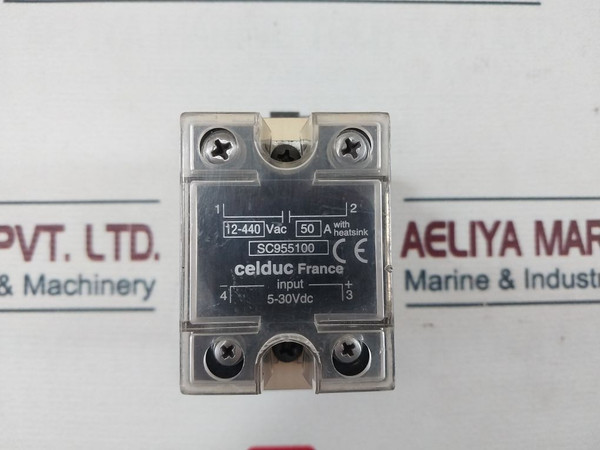 1 2
12-440 Vac 50 A with heatsink
SC955100
CE
celduc France
input
4 5-30Vdc + 3
-
PVT. LTD.
& Machinery
AELIYA MAR
Marine & Industr